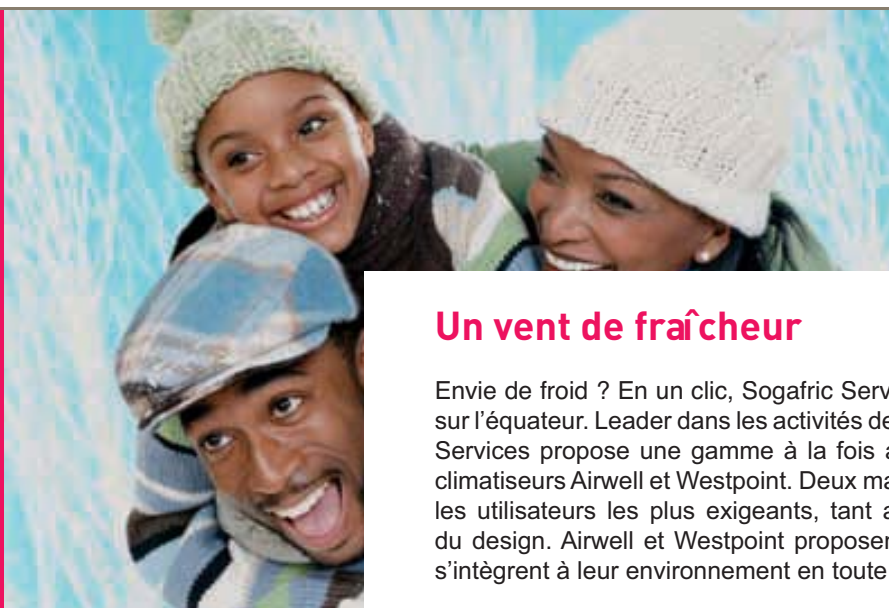 Un vent de fraîcheur
Envie de froid ? En un clic, Sogafric Serv
sur l’équateur. Leader dans les activités de
Services propose une gamme à la fois a
climatiseurs Airwell et Westpoint. Deux ma
les utilisateurs les plus exigeants, tant a
du design. Airwell et Westpoint proposer
s’intègrent à leur environnement en toute